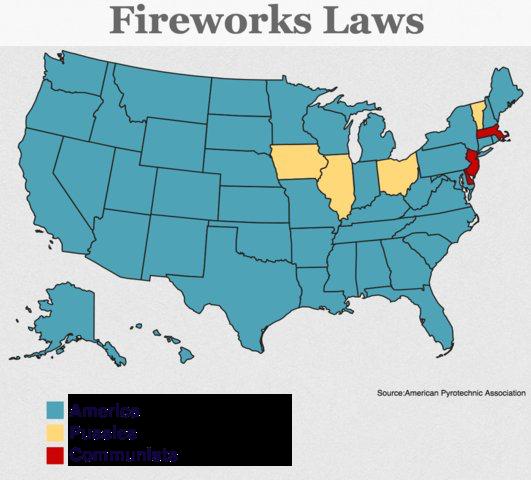 Fireworks Laws
Source:American Pyrotechnic Association
America
Pussies
Communists